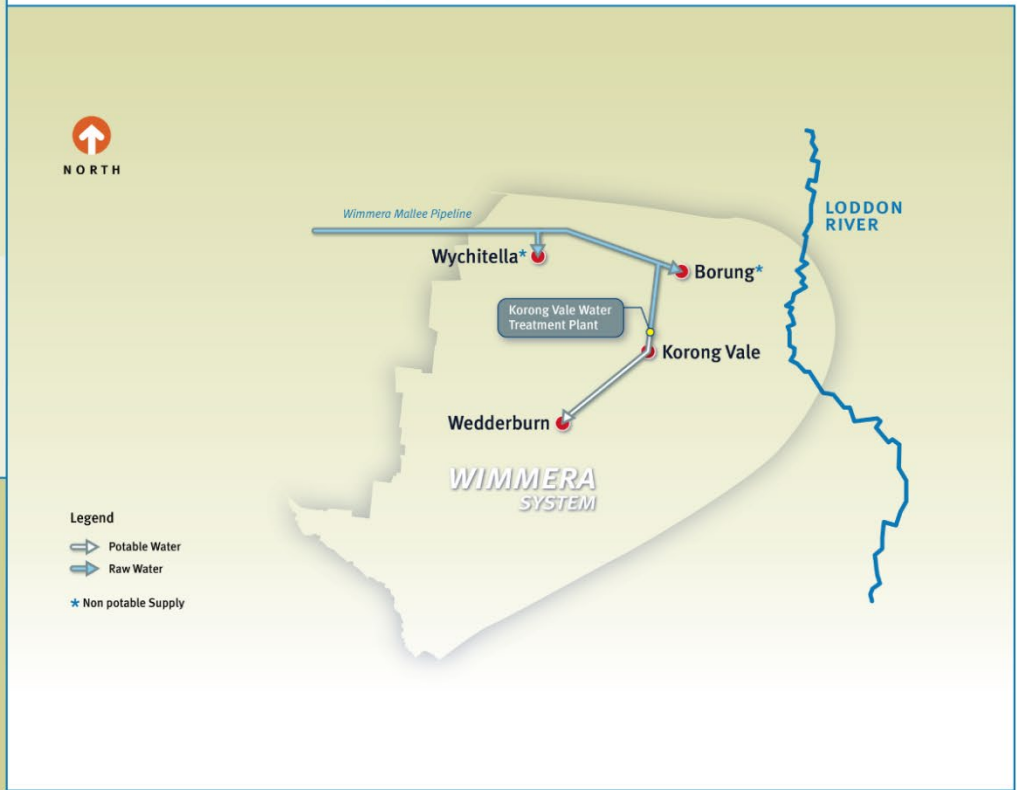 NORTH
Wimmera Mallee Pipeline
LODDON
RIVER
Wychitella*
Borung*
Korong Vale Water
Treatment Plant
Korong Vale
Wedderburn
WIMMERA
SYSTEM
Legend
Potable Water
Raw Water
* Non potable Supply